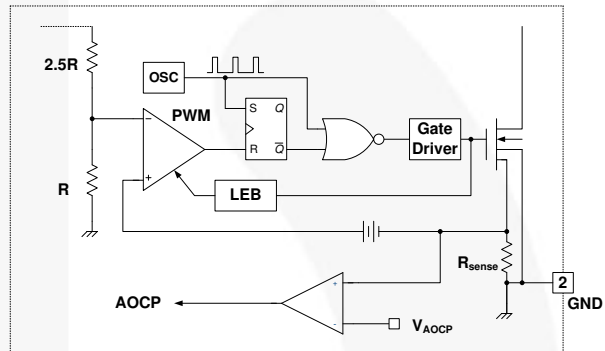 2.5R
OSC
PWM
S Q
R Q̅
−
+
R
LEB
Gate
Driver
R_sense
2
GND
AOCP
+
-
V_AOCP